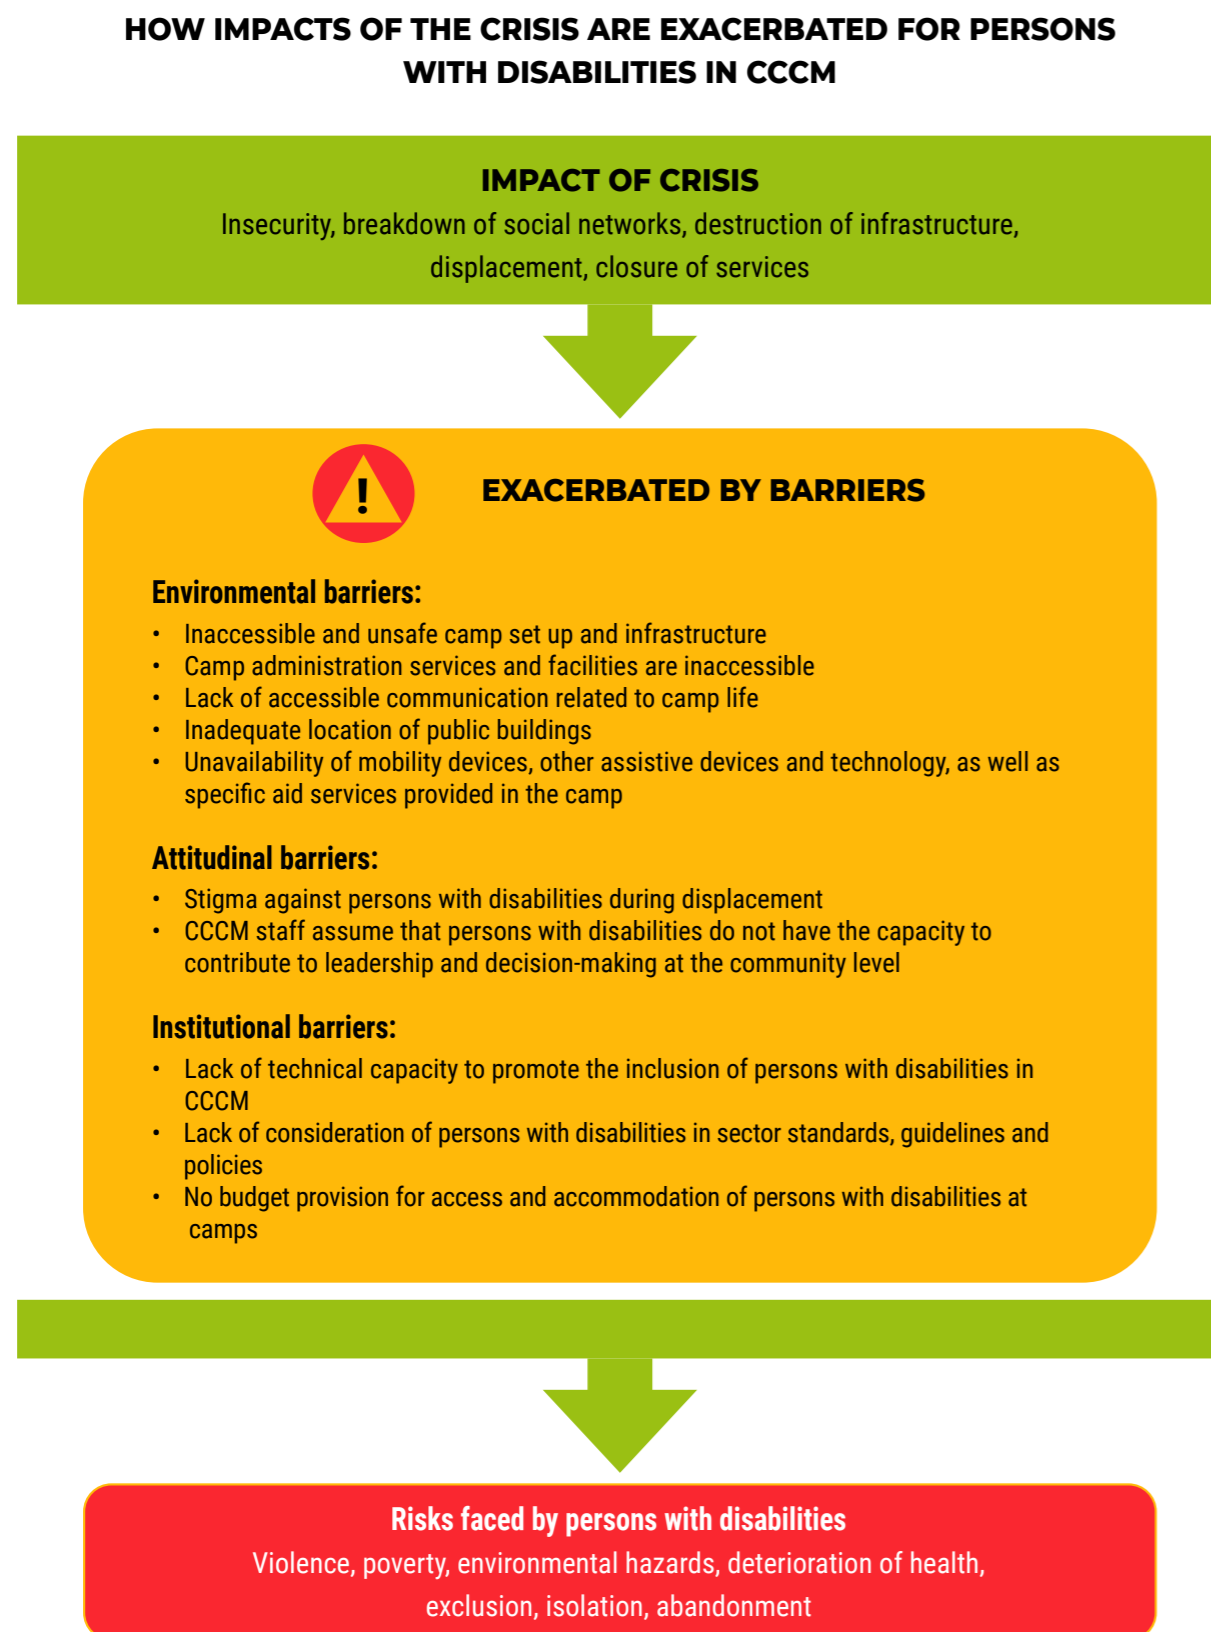 HOW IMPACTS OF THE CRISIS ARE EXACERBATED FOR PERSONS
WITH DISABILITIES IN CCCM
IMPACT OF CRISIS
Insecurity, breakdown of social networks, destruction of infrastructure,
displacement, closure of services
!
EXACERBATED BY BARRIERS
Environmental barriers:
• Inaccessible and unsafe camp set up and infrastructure
• Camp administration services and facilities are inaccessible
• Lack of accessible communication related to camp life
• Inadequate location of public buildings
• Unavailability of mobility devices, other assistive devices and technology, as well as
specific aid services provided in the camp
Attitudinal barriers:
• Stigma against persons with disabilities during displacement
• CCCM staff assume that persons with disabilities do not have the capacity to
contribute to leadership and decision-making at the community level
Institutional barriers:
• Lack of technical capacity to promote the inclusion of persons with disabilities in
CCCM
• Lack of consideration of persons with disabilities in sector standards, guidelines and
policies
• No budget provision for access and accommodation of persons with disabilities at
camps
Risks faced by persons with disabilities
Violence, poverty, environmental hazards, deterioration of health,
exclusion, isolation, abandonment